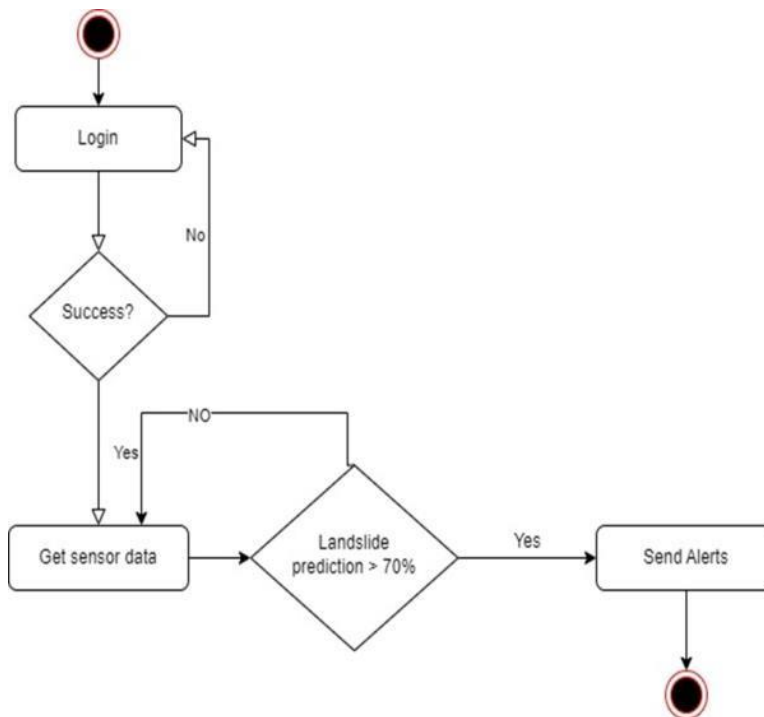 Login
No
Success?
NO
Yes
Get sensor data
Landslide
prediction > 70%
Yes
Send Alerts